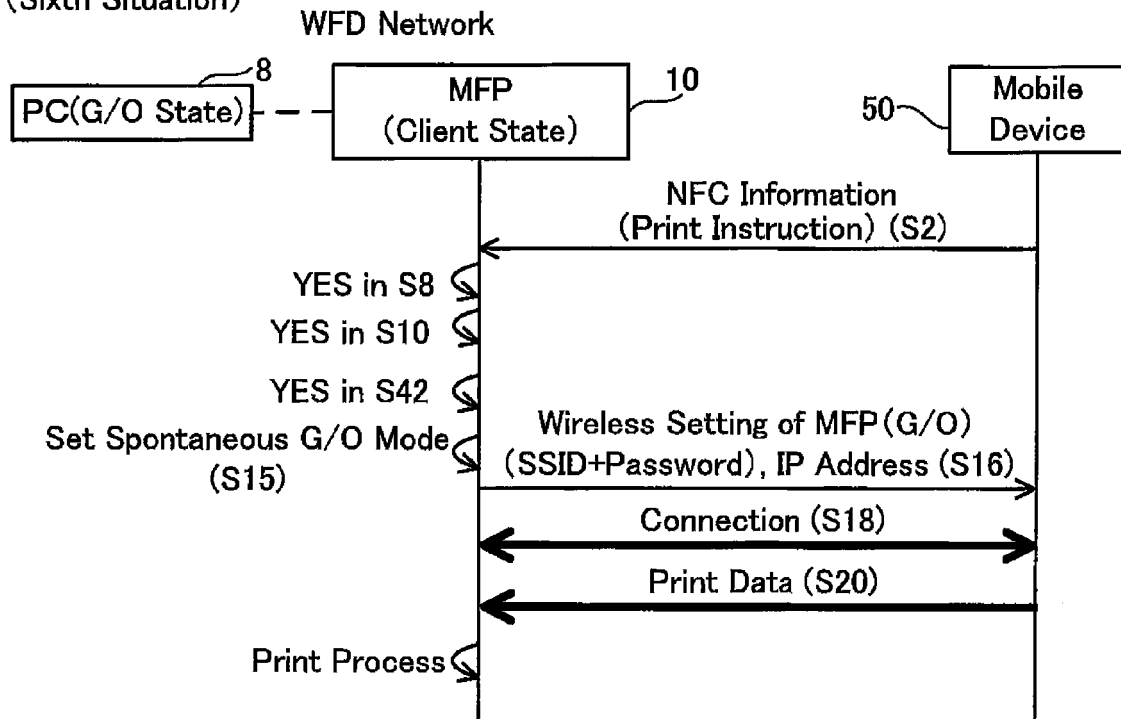 (Sixth Situation)
WFD Network
8
PC(G/O State)
MFP
(Client State)
10
50
Mobile
Device
NFC Information
(Print Instruction) (S2)
YES in S8
YES in S10
YES in S42
Set Spontaneous G/O Mode
(S15)
Wireless Setting of MFP(G/O)
(SSID+Password), IP Address (S16)
Connection (S18)
Print Data (S20)
Print Process